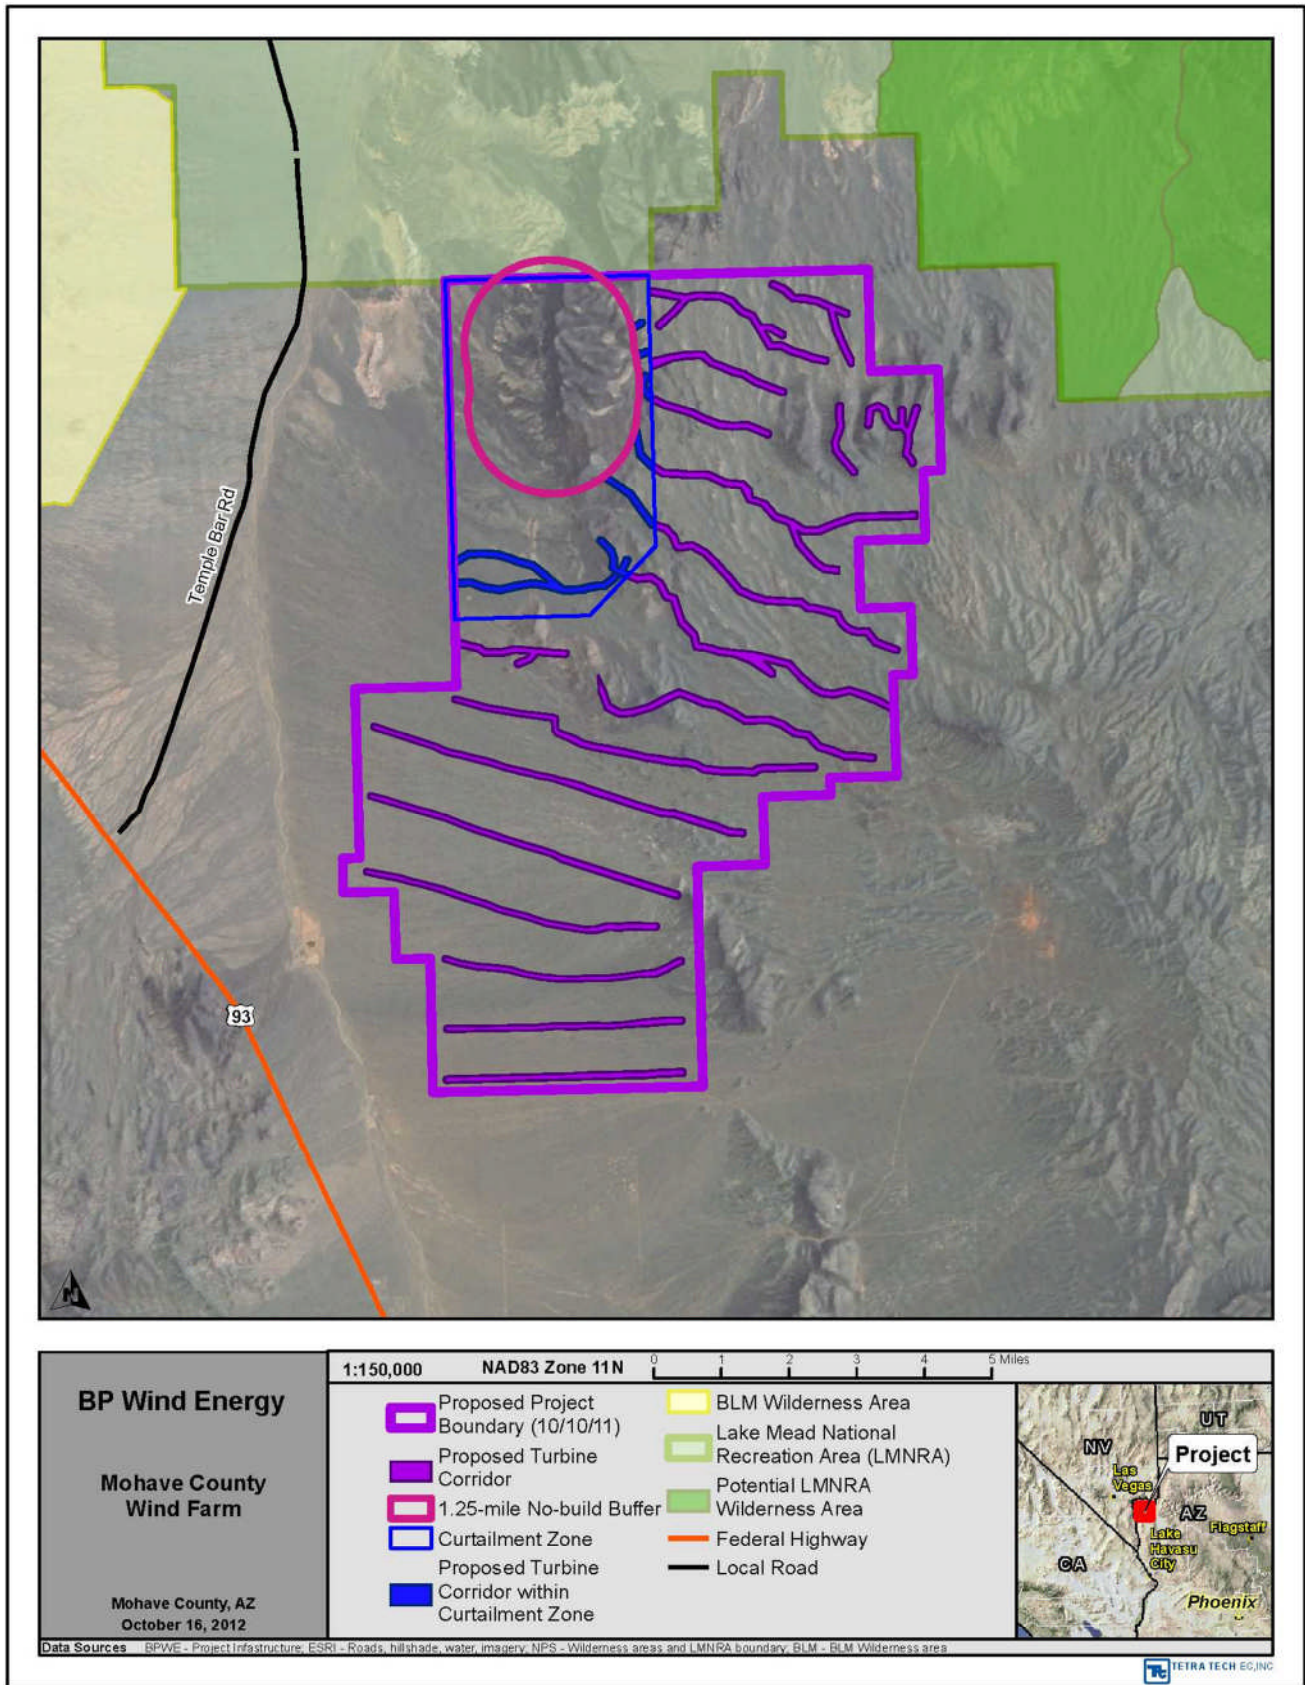 Temple Bar Rd
93
N
BP Wind Energy
Mohave County
Wind Farm
Mohave County, AZ
October 16, 2012
1:150,000
NAD83 Zone 11N
0 1 2 3 4 5 Miles
Proposed Project
Boundary (10/10/11)
Proposed Turbine
Corridor
1.25-mile No-build Buffer
Curtailment Zone
Proposed Turbine
Corridor within
Curtailment Zone
BLM Wilderness Area
Lake Mead National
Recreation Area (LMNRA)
Potential LMNRA
Wilderness Area
Federal Highway
Local Road
NV
UT
Project
Las
Vegas
AZ
Flagstaff
Lake
Havasu
City
CA
Phoenix
Data Sources BPWE - Project Infastructure; ESRI - Roads, hillshade, water, imagery; NPS - Wilderness areas and LMNRA boundary; BLM - BLM Wilderness area
TETRA TECH EC,INC